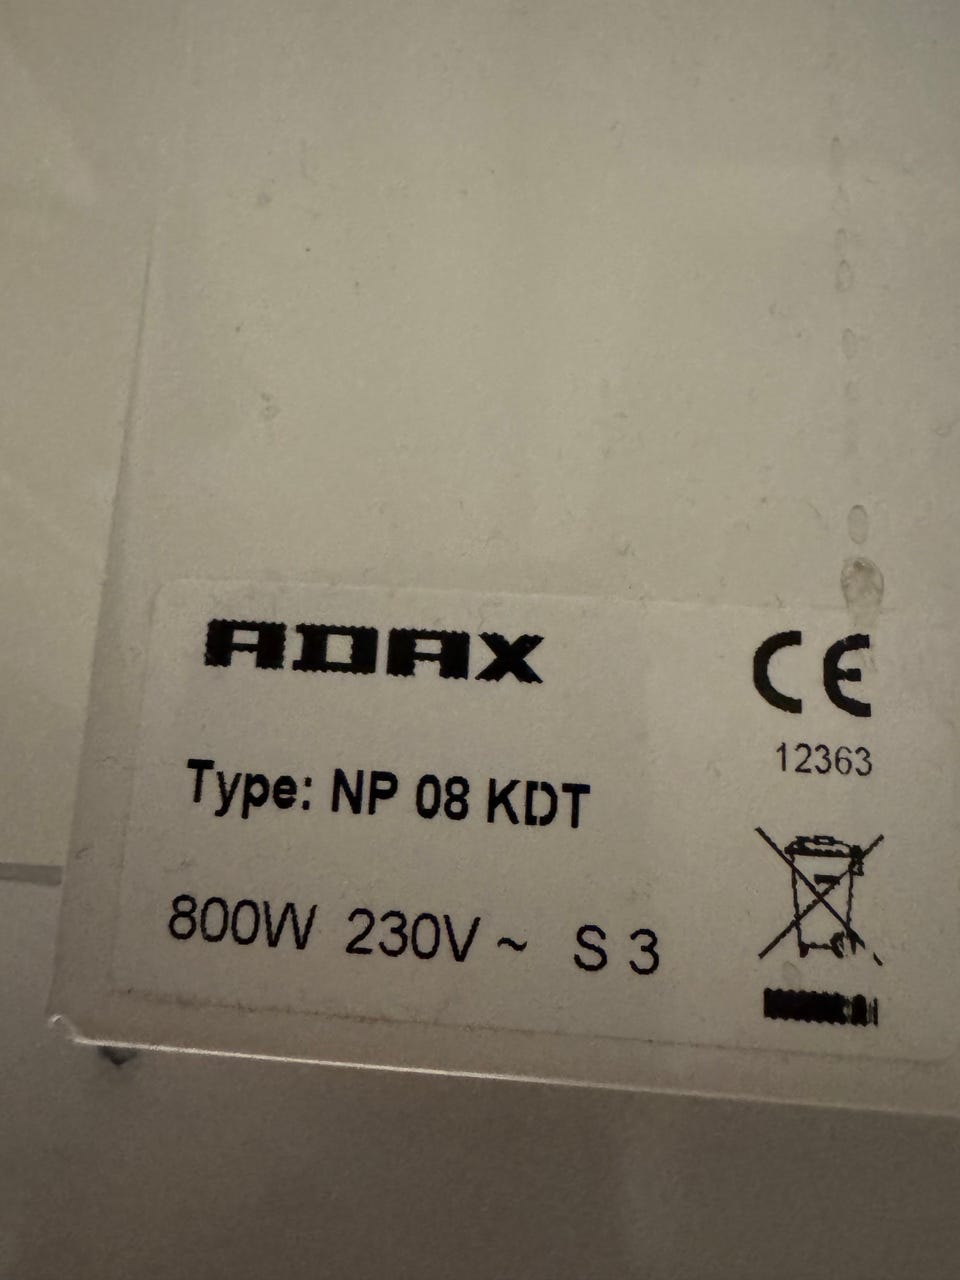 ADAX
CE
12363
Type: NP 08 KDT
800W 230V ~ S 3